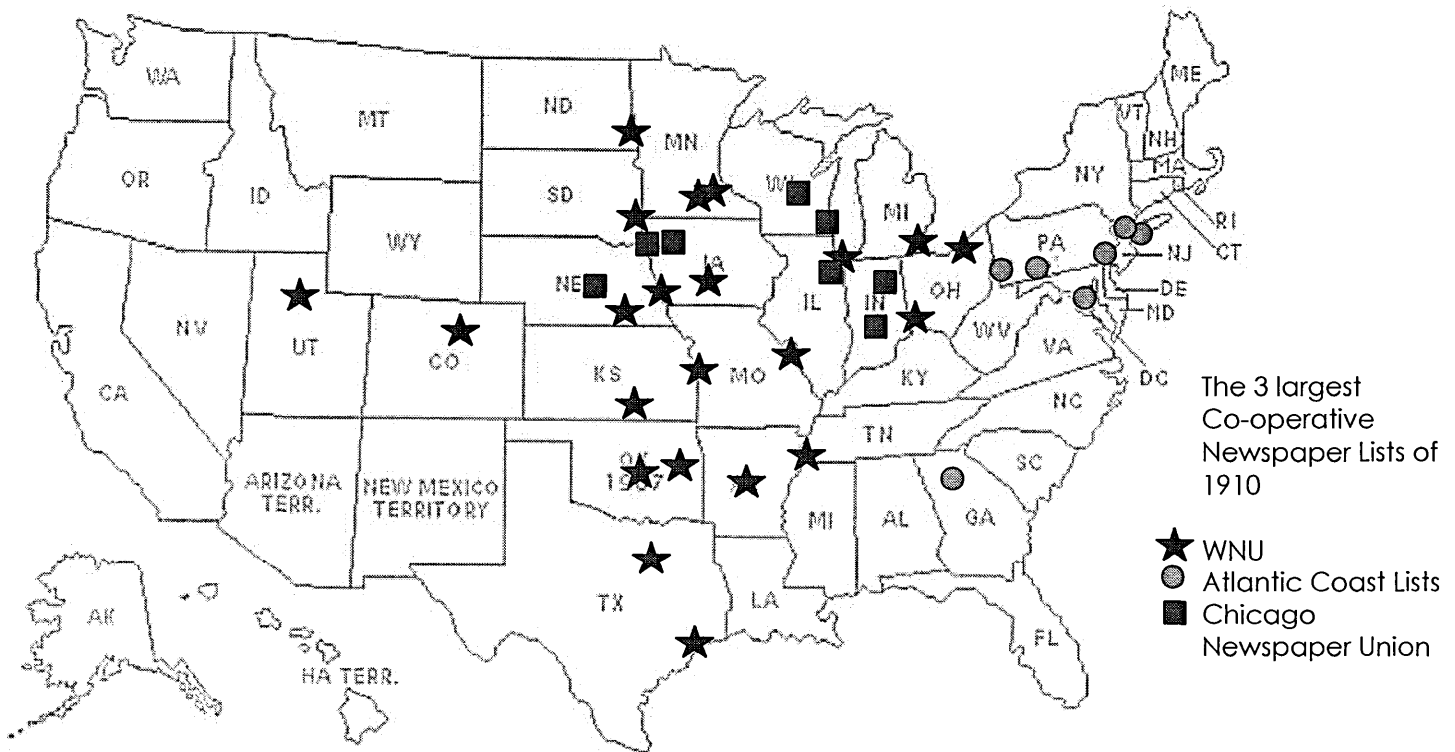 WA
MT
ND
MN
OR
ID
SD
WI
MI
ME
VT
NH
MA
NY
RI
CT
WY
NE
IA
PA
NJ
DE
MD
NV
UT
CO
KS
MO
IL
IN
OH
WV
VA
DC
KY
CA
NC
TN
SC
ARIZONA
TERR.
NEW MEXICO
TERRITORY
OK
1907
MI
AL
GA
TX
LA
FL
AK
HA TERR.
The 3 largest
Co-operative
Newspaper Lists of
1910
WNU
Atlantic Coast Lists
Chicago
Newspaper Union